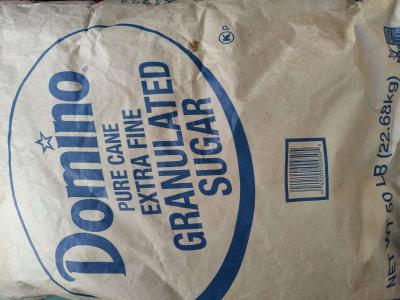 Domino®
PURE CANE
EXTRA FINE
GRANULATED
SUGAR
K P
NET WT 50 LB (22.68kg)